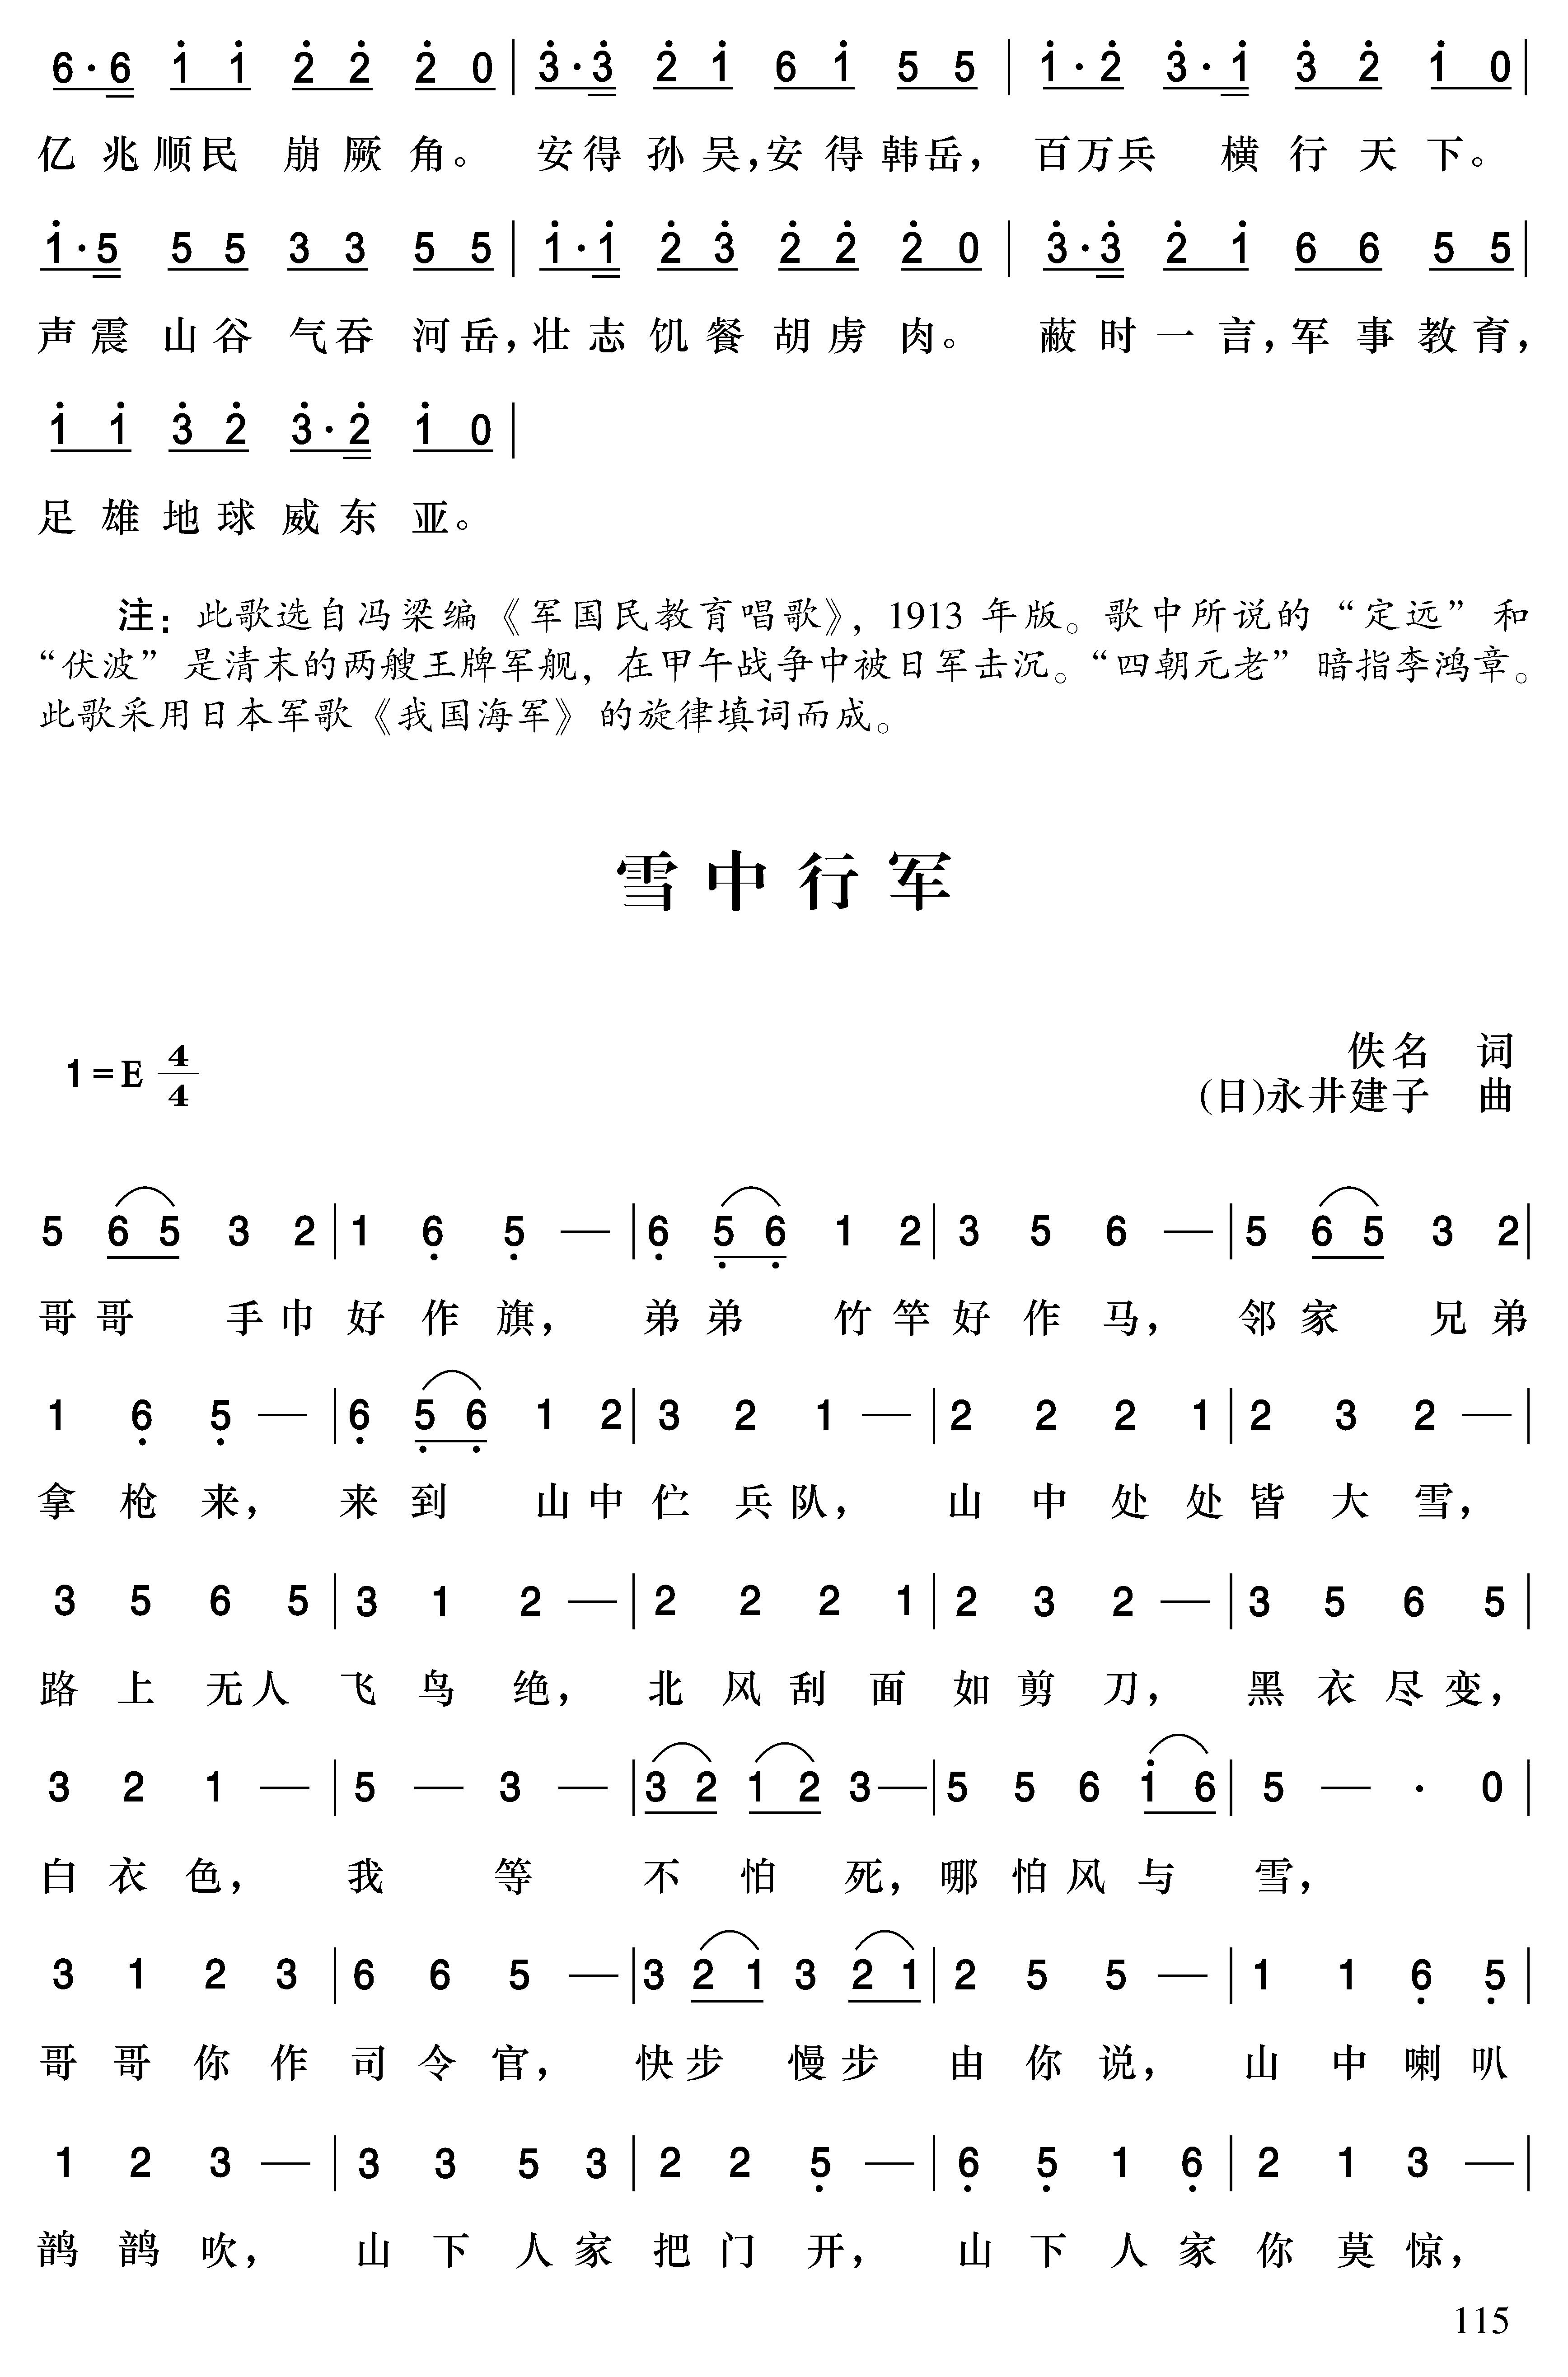 6·6 1̇ 1̇ 2̇ 2̇ 2̇ 0 | 3̇·3̇ 2̇ 1̇ 6 1̇ 5 5 | 1̇·2̇ 3̇·1̇ 3̇ 2̇ 1̇ 0 |
亿兆顺民 崩厥角。 安得孙吴,安得韩岳, 百万兵 横行天下。
1̇·5 5 5 3 3 5 5 | 1̇·1̇ 2̇ 3̇ 2̇ 2̇ 2̇ 0 | 3̇·3̇ 2̇ 1̇ 6 6 5 5 |
声震山谷气吞河岳,壮志饥餐胡虏肉。 蔽时一言,军事教育,
1̇ 1̇ 3̇ 2̇ 3̇·2̇ 1̇ 0 |
足雄地球威东亚。
注:此歌选自冯梁编《军国民教育唱歌》, 1913 年版。歌中所说的“定远”和
“伏波”是清末的两艘王牌军舰,在甲午战争中被日军击沉。“四朝元老”暗指李鸿章。
此歌采用日本军歌《我国海军》的旋律填词而成。
雪中行军
1=E 4/4
佚名 词
(日)永井建子 曲
5 6 5 3 2 | 1 6̣ 5̣ — | 6̣ 5̣ 6̣ 1 2 | 3 5 6 — | 5 6 5 3 2 |
哥哥 手巾好作旗, 弟弟 竹竿好作马, 邻家 兄弟
1 6̣ 5̣ — | 6̣ 5̣ 6̣ 1 2 | 3 2 1 — | 2 2 2 1 | 2 3 2 — |
拿枪来, 来到 山中伫兵队, 山中处处皆大雪,
3 5 6 5 | 3 1 2 — | 2 2 2 1 | 2 3 2 — | 3 5 6 5 |
路上无人飞鸟绝, 北风刮面如剪刀, 黑衣尽变,
3 2 1 — | 5 — 3 — | 3 2 1 2 3 — | 5 5 6 1̇ 6 | 5 — · 0 |
白衣色, 我等不怕死,哪怕风与雪,
3 1 2 3 | 6 6 5 — | 3 2 1 3 2 1 | 2 5 5 — | 1 1 6̣ 5̣ |
哥哥你作司令官, 快步慢步由你说, 山中喇叭
1 2 3 — | 3 3 5 3 | 2 2 5̣ — | 6̣ 5̣ 1 6̣ | 2 1 3 — |
鹊鹊吹, 山下人家把门开, 山下人家你莫惊,
115